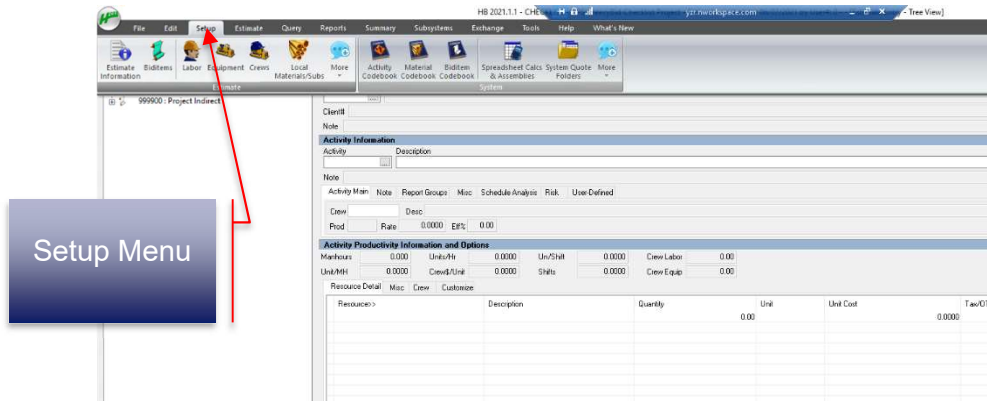 HB 2021.1.1 - CHE
yzr.nworkspace.com
- Tree View]
File Edit Setup Estimate Query Reports Summary Subsystems Exchange Tools Help What's New
Estimate Information Biditems Labor Equipment Crews Local Materials/Subs More Activity Codebook Material Codebook Biditem Codebook Spreadsheet Calcs & Assemblies System Quote Folders More
Estimate System
999900 : Project Indirect
Client#
Note
Activity Information
Activity Description
Note
Activity Main Note Report Groups Misc Schedule Analysis Risk User-Defined
Crew Desc
Prod Rate 0.0000 Eff% 0.00
Setup Menu
Activity Productivity Information and Options
Manhours 0.000 Units/Hr 0.0000 Un/Shift 0.0000 Crew Labor 0.00
Unit/MH 0.0000 Crew$/Unit 0.0000 Shifts 0.0000 Crew Equip 0.00
Resource Detail Misc Crew Customize
Resource>> Description Quantity Unit Unit Cost Tax/OT
0.00 0.0000